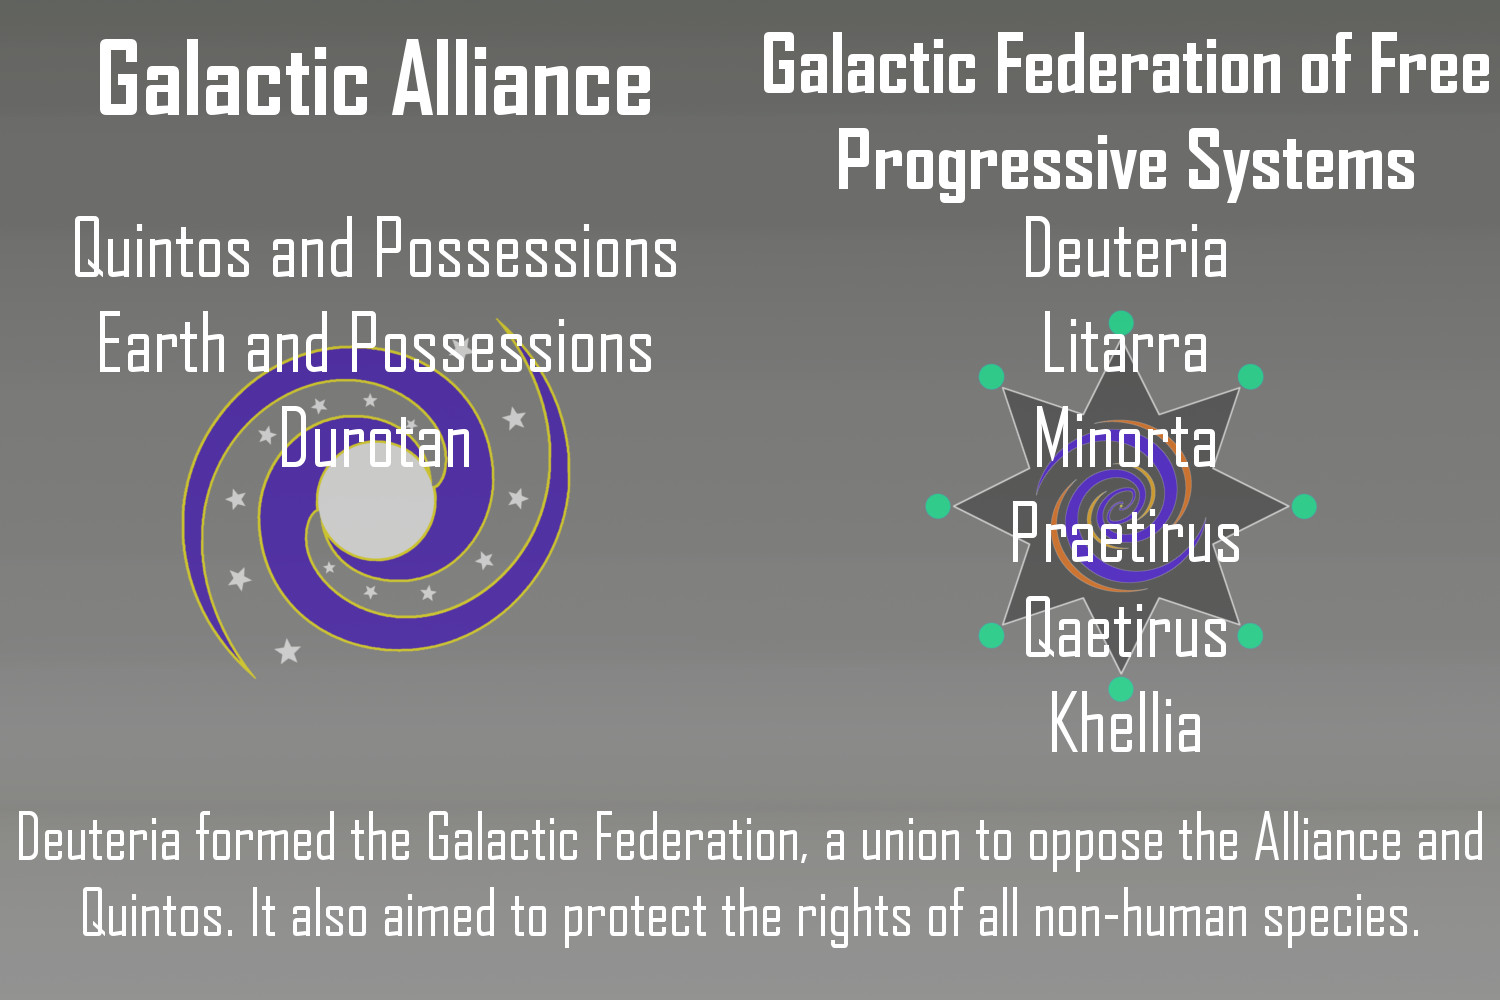 Galactic Alliance
Quintos and Possessions
Earth and Possessions
Durotan
Galactic Federation of Free
Progressive Systems
Deuteria
Litarra
Minorta
Praetirus
Qaetirus
Khellia
Deuteria formed the Galactic Federation, a union to oppose the Alliance and
Quintos. It also aimed to protect the rights of all non-human species.